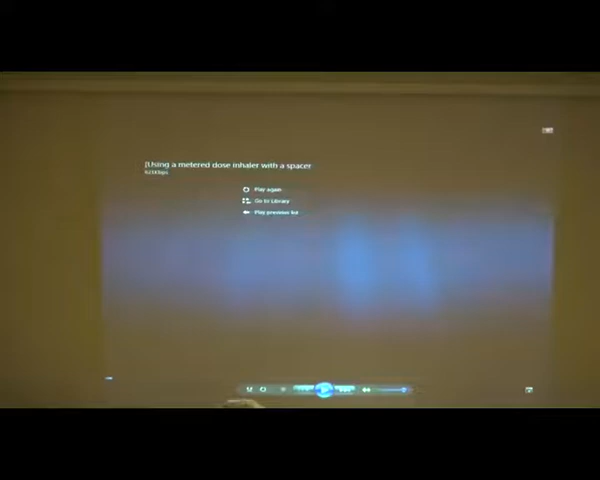 [Using a metered dose inhaler with a spacer
Play again
Go to Library
Play previous list